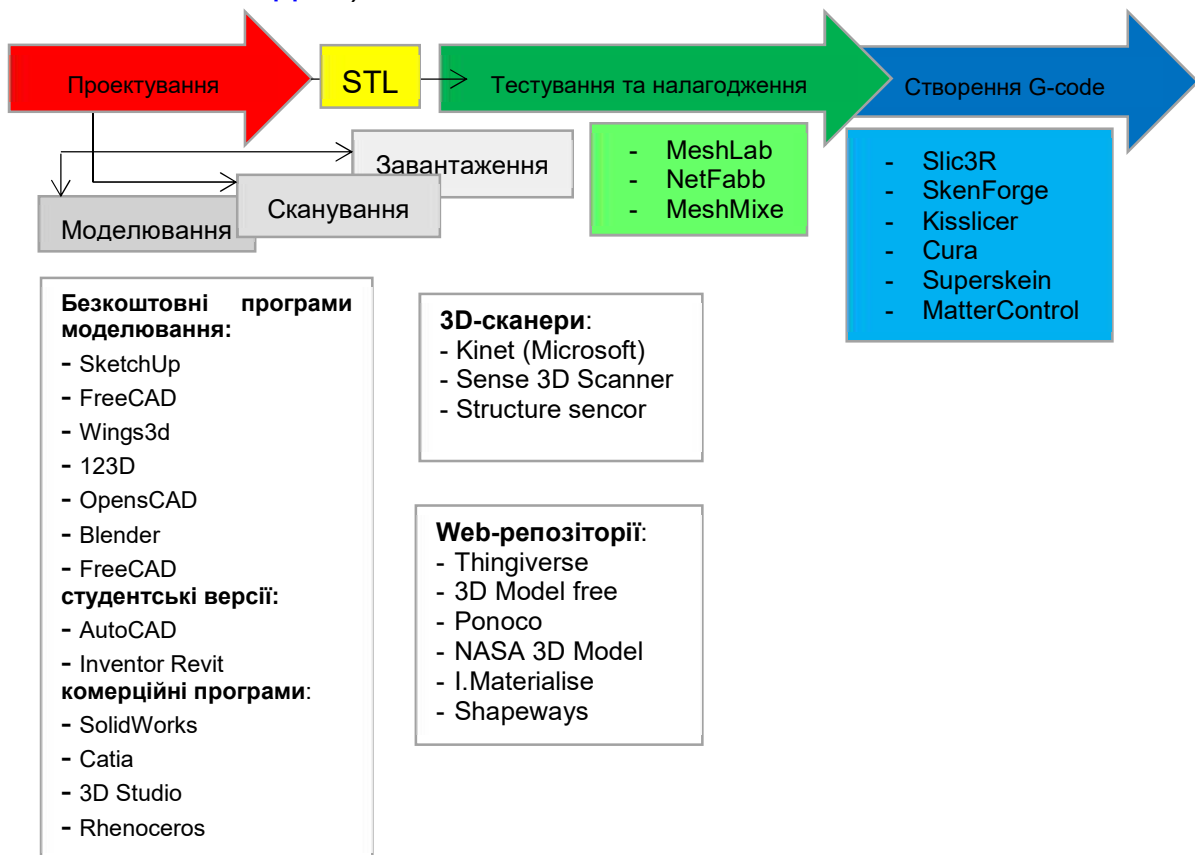 Проектування
STL
Тестування та налагодження
Створення G-code
Завантаження
Сканування
Моделювання
- MeshLab
- NetFabb
- MeshMixe
- Slic3R
- SkenForge
- Kisslicer
- Cura
- Superskein
- MatterControl
Безкоштовні програми
моделювання:
- SketchUp
- FreeCAD
- Wings3d
- 123D
- OpensCAD
- Blender
- FreeCAD
студентські версії:
- AutoCAD
- Inventor Revit
комерційні програми:
- SolidWorks
- Catia
- 3D Studio
- Rhenoceros
3D-сканери:
- Kinet (Microsoft)
- Sense 3D Scanner
- Structure sencor
Web-репозіторії:
- Thingiverse
- 3D Model free
- Ponoco
- NASA 3D Model
- I.Materialise
- Shapeways